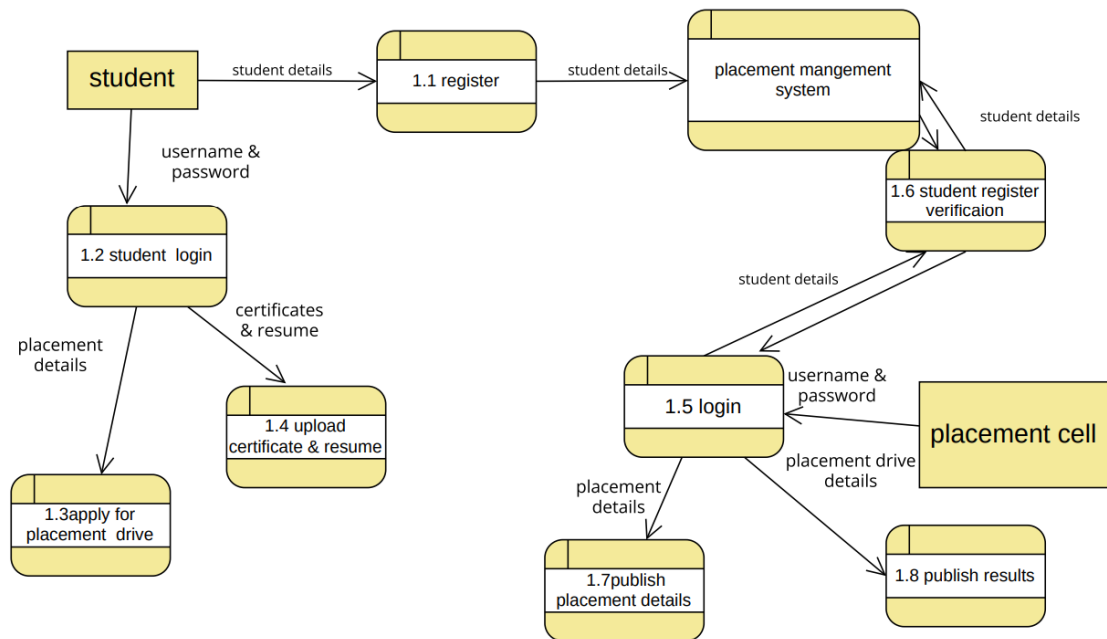 student
student details
1.1 register
student details
placement mangement
system
student details
1.6 student register
verificaion
username &
password
1.2 student  login
student details
certificates
& resume
placement
details
1.4 upload
certificate & resume
1.3apply for
placement  drive
1.5 login
username &
password
placement cell
placement drive
details
placement
details
1.7publish
placement details
1.8 publish results